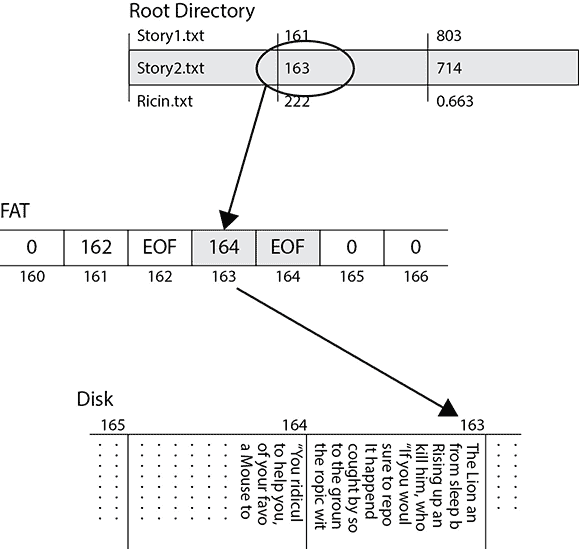 Root Directory
Story1.txt 161 803
Story2.txt 163 714
Ricin.txt 222 0.663
FAT
0 162 EOF 164 EOF 0 0
160 161 162 163 164 165 166
Disk
165 164 163
The Lion an
from sleep b
Rising up an
kill him, who
"If you woul
sure to repo
It happend
cought by so
to the groun
the ropic wit
"You ridicul
to help you,
of your favo
a Mouse to